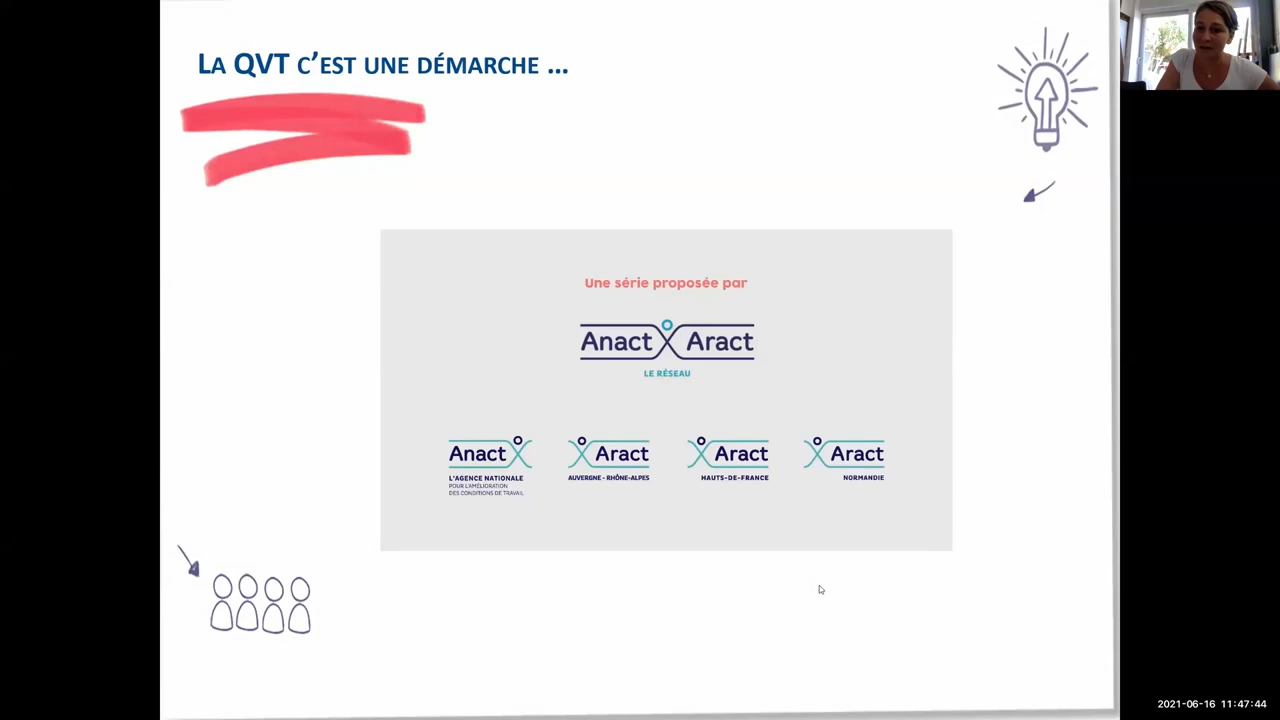 LA QVT C'EST UNE DÉMARCHE ...
Une série proposée par
Anact Aract
LE RÉSEAU
Anact
L'AGENCE NATIONALE
POUR L'AMÉLIORATION
DES CONDITIONS DE TRAVAIL
Aract
AUVERGNE - RHÔNE-ALPES
Aract
HAUTS-DE-FRANCE
Aract
NORMANDIE
2021-06-16 11:47:44